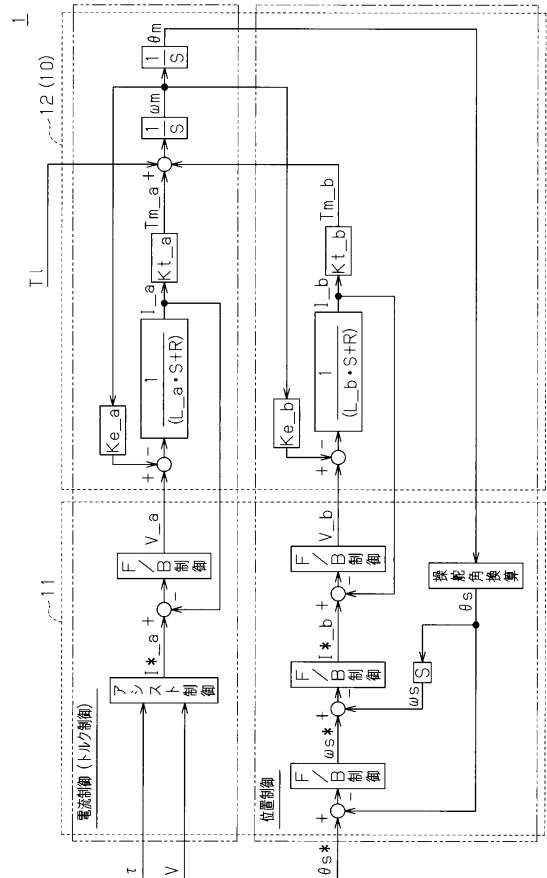 1
12 (10)
11
電流制御(トルク制御)
τ
V
アシスト制御
I*_a
+
-
F/B制御
V_a
+
-
Ke_a
1
(L_a・S+R)
I_a
Kt_a
Tm_a
Tl
+
1
S
ωm
1
S
θm
位置制御
θs*
+
-
F/B制御
ωs*
+
-
F/B制御
I*_b
+
-
F/B制御
V_b
+
-
Ke_b
1
(L_b・S+R)
I_b
Kt_b
Tm_b
ωs
S
θs
操舵角換算